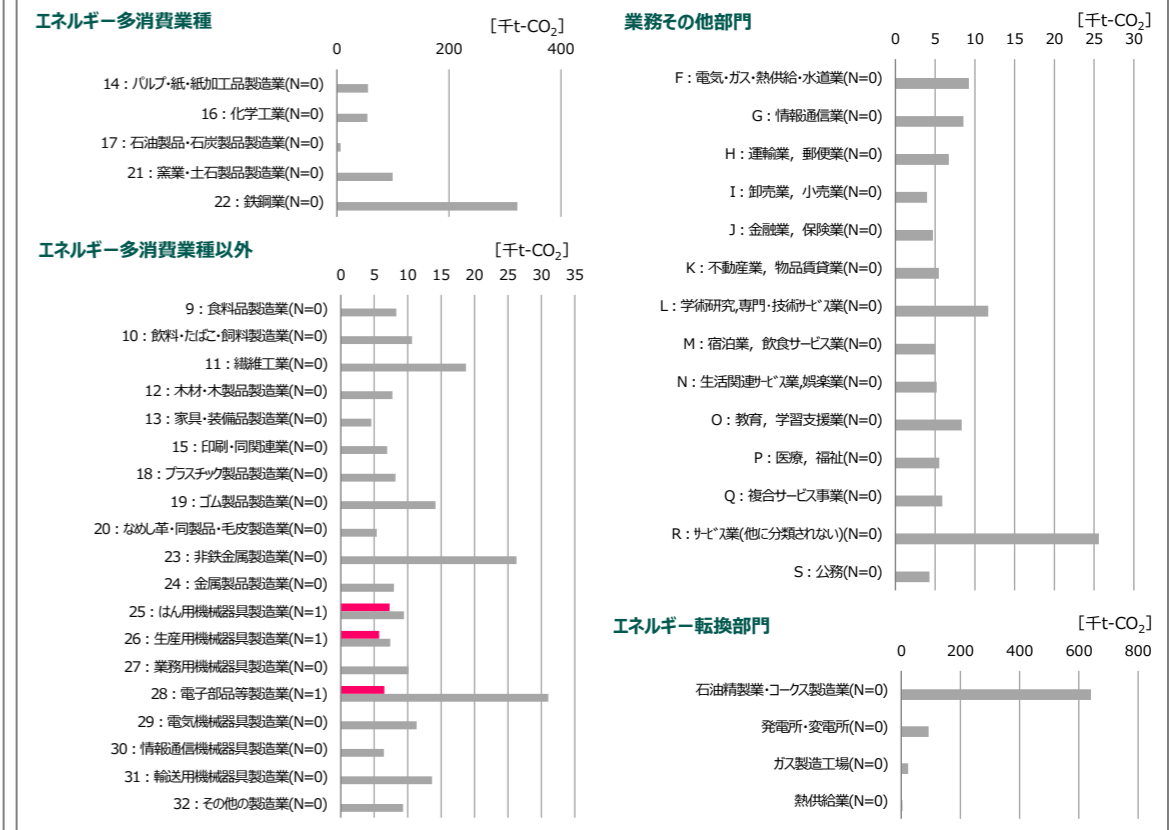 エネルギー多消費業種
[千t-CO2]
0 200 400
14：パルプ・紙・紙加工品製造業(N=0)
16：化学工業(N=0)
17：石油製品・石炭製品製造業(N=0)
21：窯業・土石製品製造業(N=0)
22：鉄鋼業(N=0)
エネルギー多消費業種以外
[千t-CO2]
0 5 10 15 20 25 30 35
9：食料品製造業(N=0)
10：飲料・たばこ・飼料製造業(N=0)
11：繊維工業(N=0)
12：木材・木製品製造業(N=0)
13：家具・装備品製造業(N=0)
15：印刷・同関連業(N=0)
18：プラスチック製品製造業(N=0)
19：ゴム製品製造業(N=0)
20：なめし革・同製品・毛皮製造業(N=0)
23：非鉄金属製造業(N=0)
24：金属製品製造業(N=0)
25：はん用機械器具製造業(N=1)
26：生産用機械器具製造業(N=1)
27：業務用機械器具製造業(N=0)
28：電子部品等製造業(N=1)
29：電気機械器具製造業(N=0)
30：情報通信機械器具製造業(N=0)
31：輸送用機械器具製造業(N=0)
32：その他の製造業(N=0)
業務その他部門
[千t-CO2]
0 5 10 15 20 25 30
F：電気・ガス・熱供給・水道業(N=0)
G：情報通信業(N=0)
H：運輸業，郵便業(N=0)
I：卸売業，小売業(N=0)
J：金融業，保険業(N=0)
K：不動産業，物品賃貸業(N=0)
L：学術研究,専門・技術サービス業(N=0)
M：宿泊業，飲食サービス業(N=0)
N：生活関連サービス業,娯楽業(N=0)
O：教育，学習支援業(N=0)
P：医療，福祉(N=0)
Q：複合サービス事業(N=0)
R：サービス業(他に分類されない)(N=0)
S：公務(N=0)
エネルギー転換部門
[千t-CO2]
0 200 400 600 800
石油精製業・コークス製造業(N=0)
発電所・変電所(N=0)
ガス製造工場(N=0)
熱供給業(N=0)